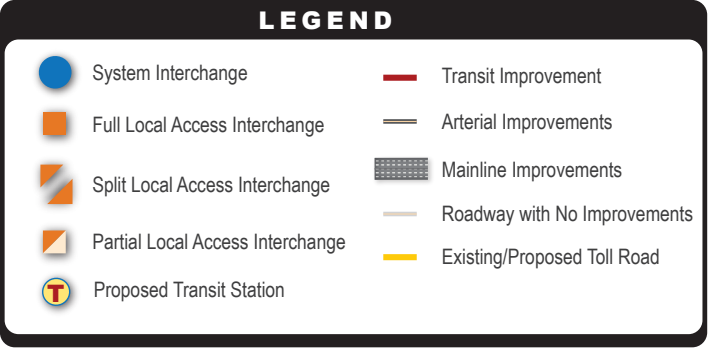 LEGEND
System Interchange
Full Local Access Interchange
Split Local Access Interchange
Partial Local Access Interchange
T Proposed Transit Station
Transit Improvement
Arterial Improvements
Mainline Improvements
Roadway with No Improvements
Existing/Proposed Toll Road